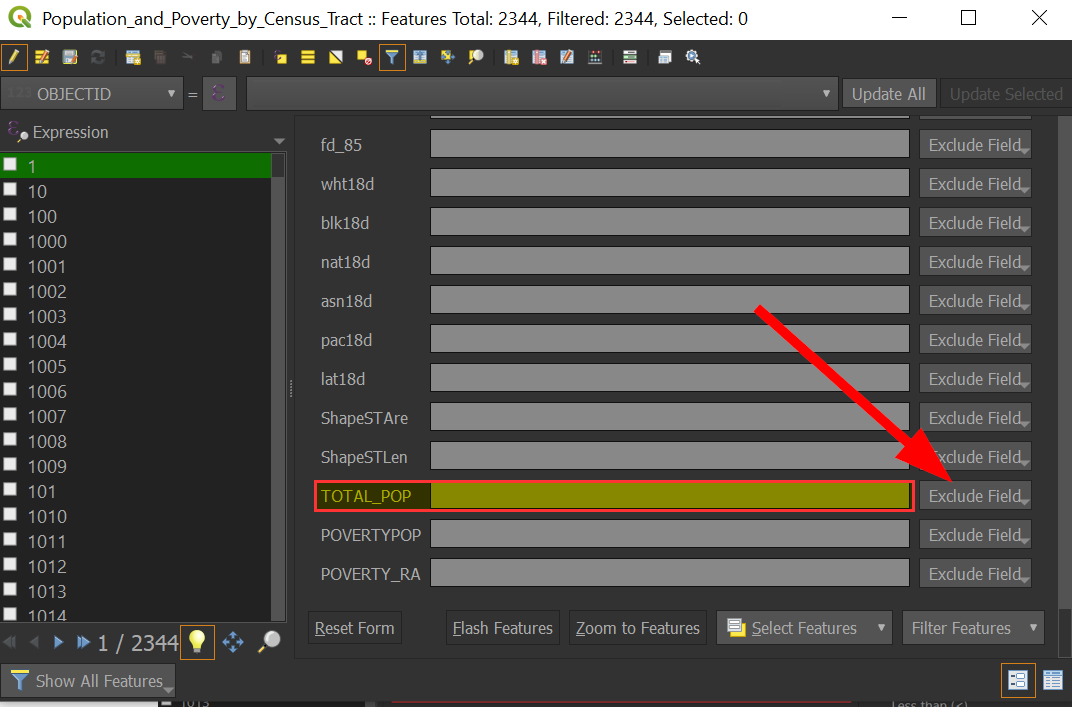 Population_and_Poverty_by_Census_Tract :: Features Total: 2344, Filtered: 2344, Selected: 0
123 OBJECTID = ε Update All Update Selected
ε Expression
1
10
100
1000
1001
1002
1003
1004
1005
1006
1007
1008
1009
101
1010
1011
1012
1013
1014
fd_85 Exclude Field
wht18d Exclude Field
blk18d Exclude Field
nat18d Exclude Field
asn18d Exclude Field
pac18d Exclude Field
lat18d Exclude Field
ShapeSTAre Exclude Field
ShapeSTLen Exclude Field
TOTAL_POP Exclude Field
POVERTYPOP Exclude Field
POVERTY_RA Exclude Field
1 / 2344
Reset Form Flash Features Zoom to Features Select Features Filter Features
Show All Features
1015 Less than (<)